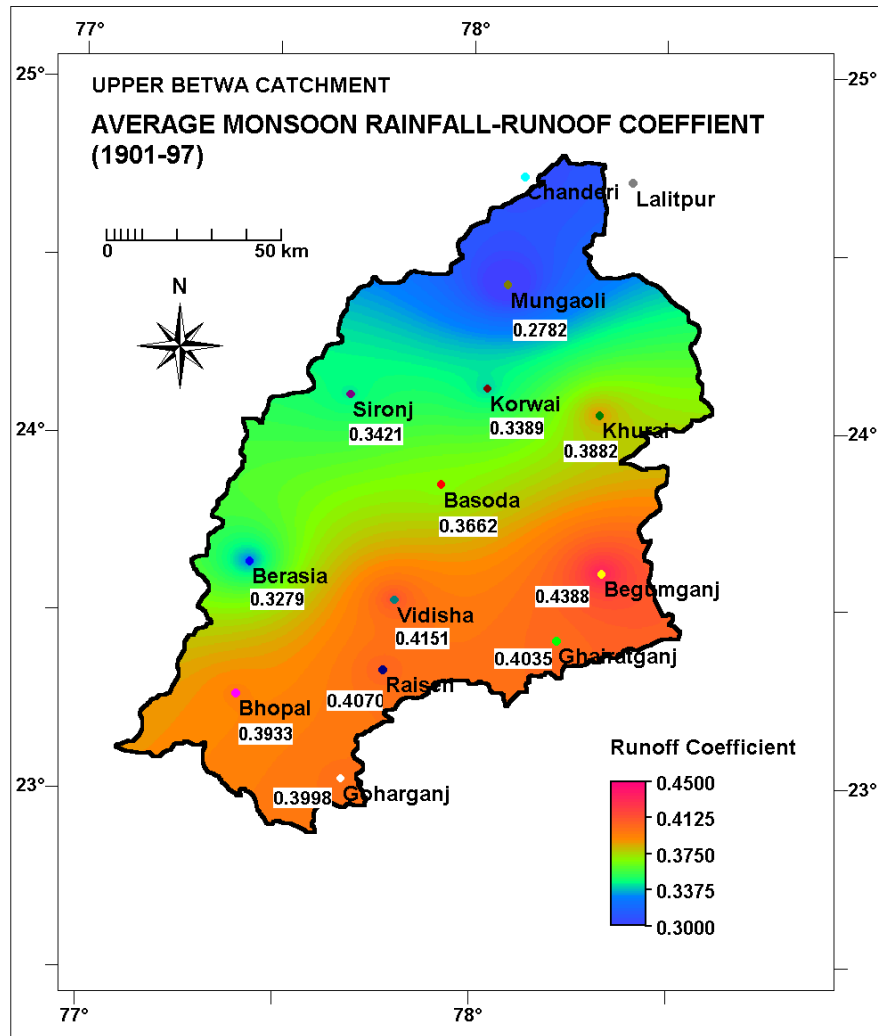 77°
78°
25°
25°
UPPER BETWA CATCHMENT
AVERAGE MONSOON RAINFALL-RUNOOF COEFFIENT
(1901-97)
Chanderi
Lalitpur
0
50 km
N
Mungaoli
0.2782
Sironj
0.3421
Korwai
0.3389
Khurai
0.3882
24°
24°
Basoda
0.3662
Berasia
0.3279
Vidisha
0.4151
Begumganj
0.4388
Ghairatganj
0.4035
Raisen
0.4070
Bhopal
0.3933
Goharganj
0.3998
23°
23°
Runoff Coefficient
0.4500
0.4125
0.3750
0.3375
0.3000
77°
78°